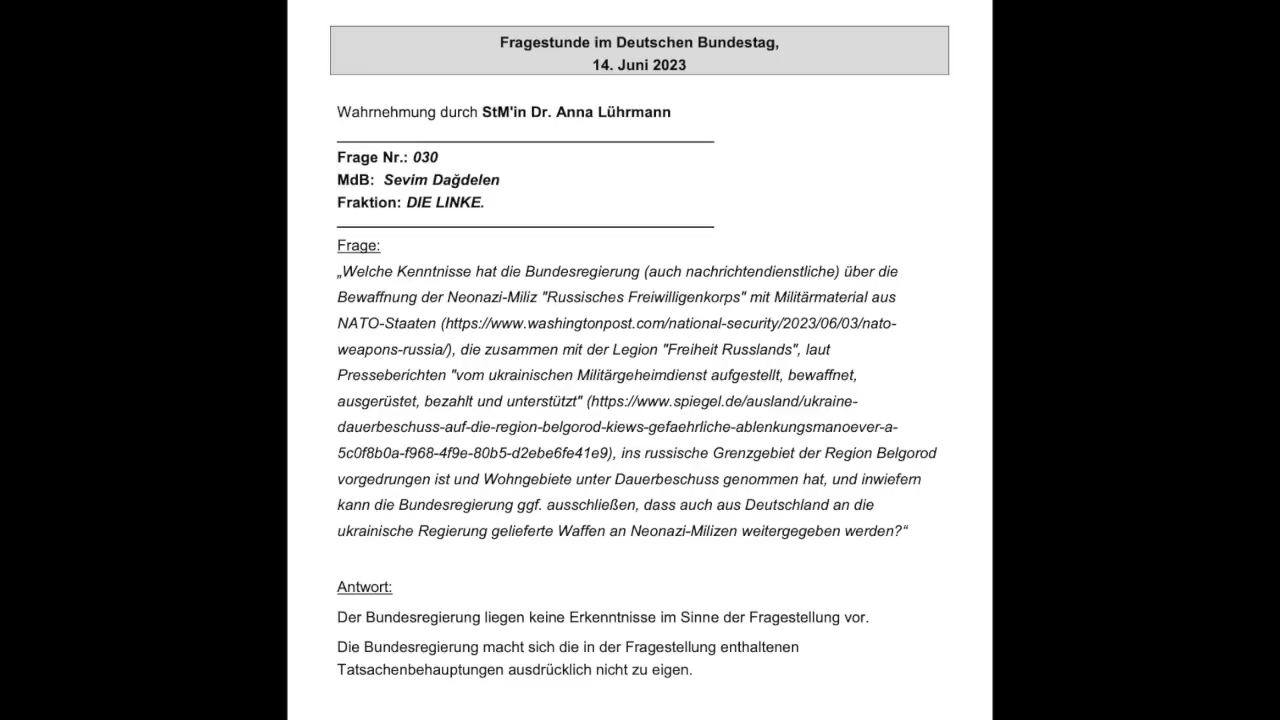 Fragestunde im Deutschen Bundestag,
14. Juni 2023
Wahrnehmung durch StM'in Dr. Anna Lührmann
Frage Nr.: 030
MdB: Sevim Dağdelen
Fraktion: DIE LINKE.
Frage:
„Welche Kenntnisse hat die Bundesregierung (auch nachrichtendienstliche) über die
Bewaffnung der Neonazi-Miliz "Russisches Freiwilligenkorps" mit Militärmaterial aus
NATO-Staaten (https://www.washingtonpost.com/national-security/2023/06/03/nato-
weapons-russia/), die zusammen mit der Legion "Freiheit Russlands", laut
Presseberichten "vom ukrainischen Militärgeheimdienst aufgestellt, bewaffnet,
ausgerüstet, bezahlt und unterstützt" (https://www.spiegel.de/ausland/ukraine-
dauerbeschuss-auf-die-region-belgorod-kiews-gefaehrliche-ablenkungsmanoever-a-
5c0f8b0a-f968-4f9e-80b5-d2ebe6fe41e9), ins russische Grenzgebiet der Region Belgorod
vorgedrungen ist und Wohngebiete unter Dauerbeschuss genommen hat, und inwiefern
kann die Bundesregierung ggf. ausschließen, dass auch aus Deutschland an die
ukrainische Regierung gelieferte Waffen an Neonazi-Milizen weitergegeben werden?“
Antwort:
Der Bundesregierung liegen keine Erkenntnisse im Sinne der Fragestellung vor.
Die Bundesregierung macht sich die in der Fragestellung enthaltenen
Tatsachenbehauptungen ausdrücklich nicht zu eigen.